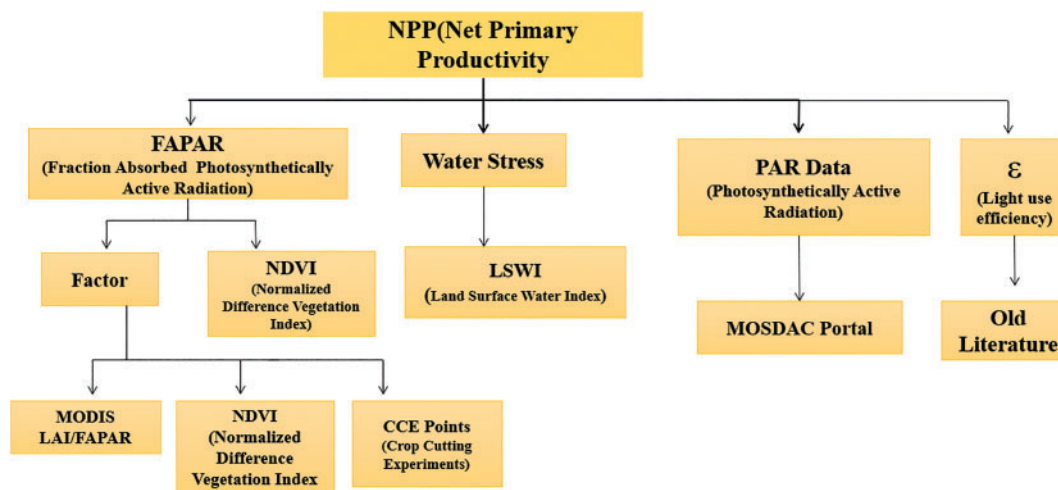 NPP(Net Primary
Productivity
FAPAR
(Fraction Absorbed Photosynthetically
Active Radiation)
Water Stress
PAR Data
(Photosynthetically Active
Radiation)
ε
(Light use
efficiency)
Factor
NDVI
(Normalized
Difference Vegetation
Index)
LSWI
(Land Surface Water Index)
MOSDAC Portal
Old
Literature
MODIS
LAI/FAPAR
NDVI
(Normalized
Difference
Vegetation Index
CCE Points
(Crop Cutting
Experiments)